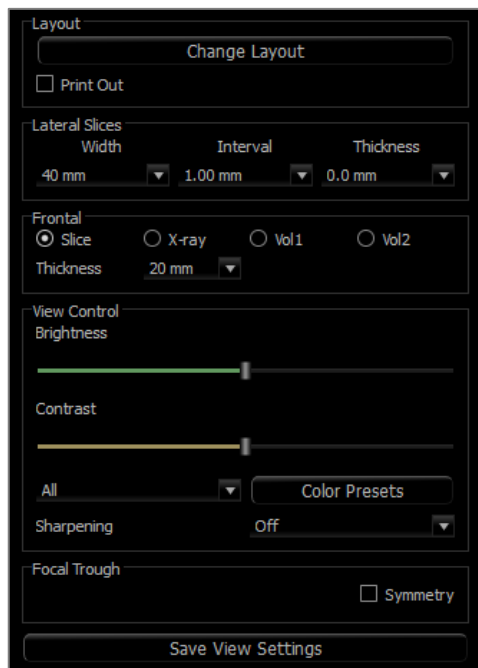 Layout
Change Layout
Print Out
Lateral Slices
Width Interval Thickness
40 mm 1.00 mm 0.0 mm
Frontal
Slice X-ray Vol1 Vol2
Thickness 20 mm
View Control
Brightness
Contrast
All Color Presets
Sharpening Off
Focal Trough
Symmetry
Save View Settings